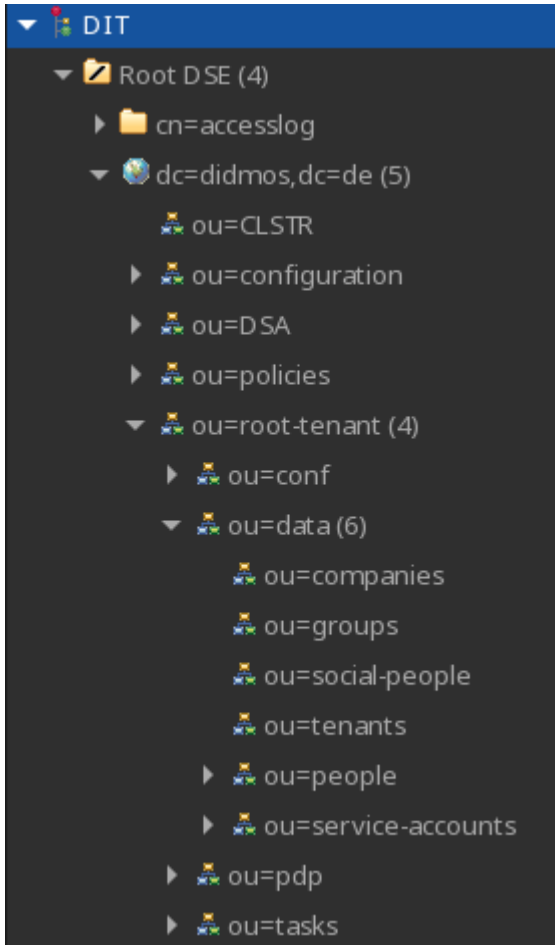 DIT
Root DSE (4)
cn=accesslog
dc=didmos,dc=de (5)
ou=CLSTR
ou=configuration
ou=DSA
ou=policies
ou=root-tenant (4)
ou=conf
ou=data (6)
ou=companies
ou=groups
ou=social-people
ou=tenants
ou=people
ou=service-accounts
ou=pdp
ou=tasks